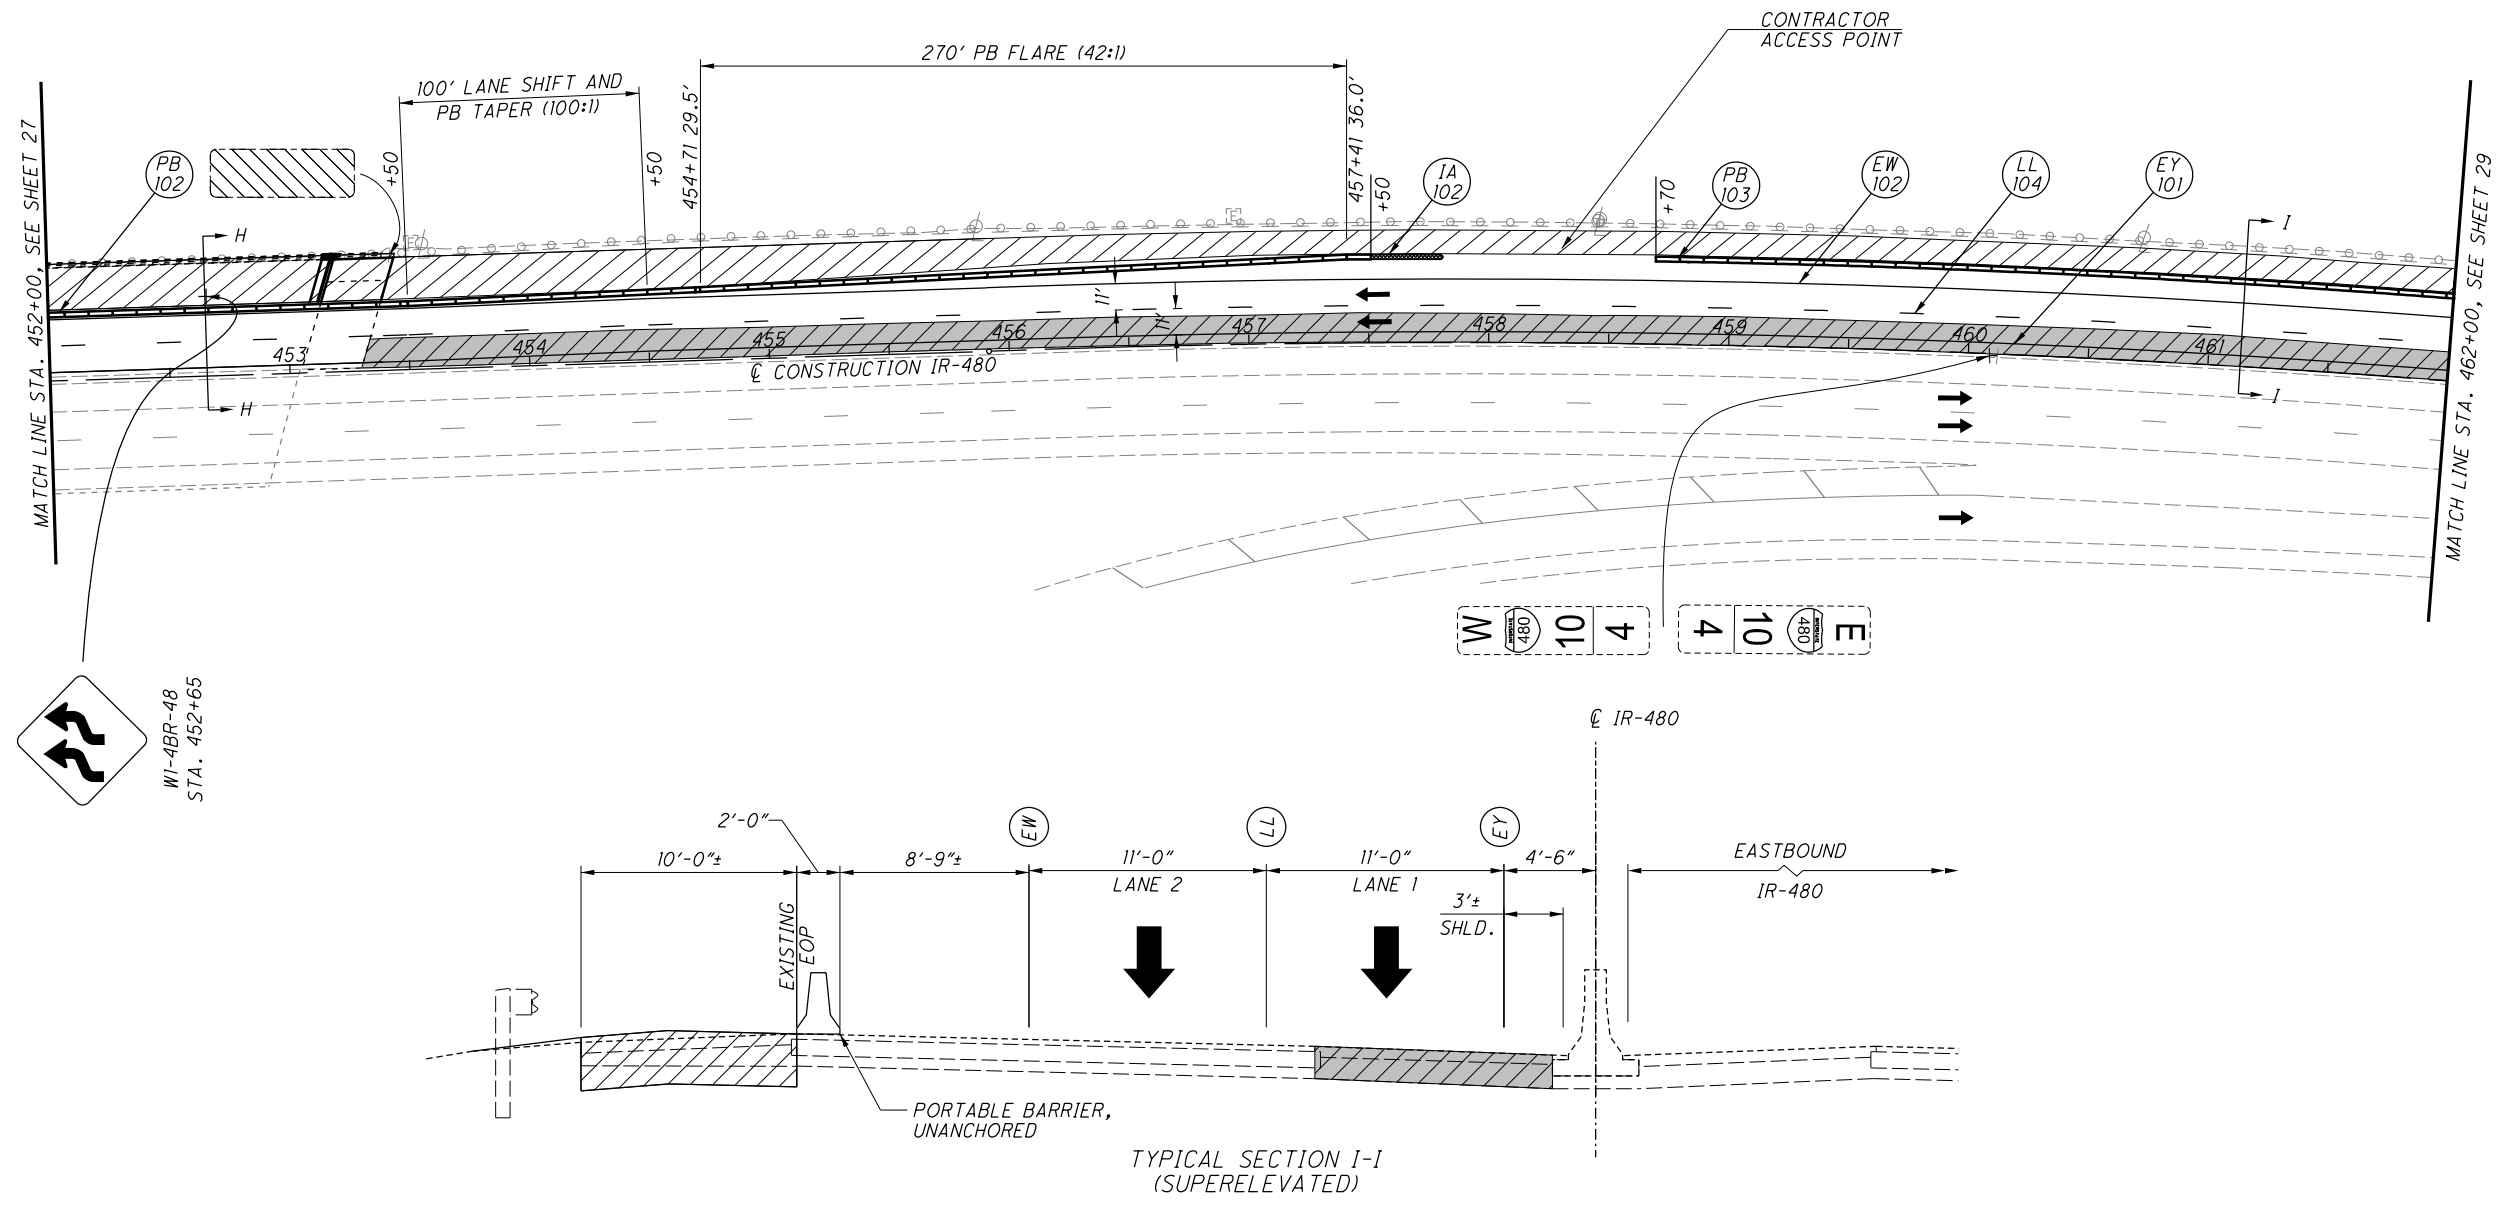 CONTRACTOR
ACCESS POINT
270' PB FLARE (42:1)
100' LANE SHIFT AND
PB TAPER (100:1)
MATCH LINE STA. 452+00, SEE SHEET 27
PB
102
+50
+50
454+71 29.5'
457+41 36.0'
+50
IA
102
+70
PB
103
EW
102
LL
104
EY
101
MATCH LINE STA. 462+00, SEE SHEET 29
H
H
E
E
I
I
11'
11'
453
454
455
456
457
458
459
460
461
℄ CONSTRUCTION IR-480
W
INTERSTATE
480
10
4
E
INTERSTATE
480
10
4
W1-4BR-48
STA. 452+65
℄ IR-480
2'-0"
EW
LL
EY
10'-0"±
8'-9"±
11'-0"
LANE 2
11'-0"
LANE 1
4'-6"
EASTBOUND
IR-480
3'±
SHLD.
EXISTING
EOP
PORTABLE BARRIER,
UNANCHORED
TYPICAL SECTION I-I
(SUPERELEVATED)